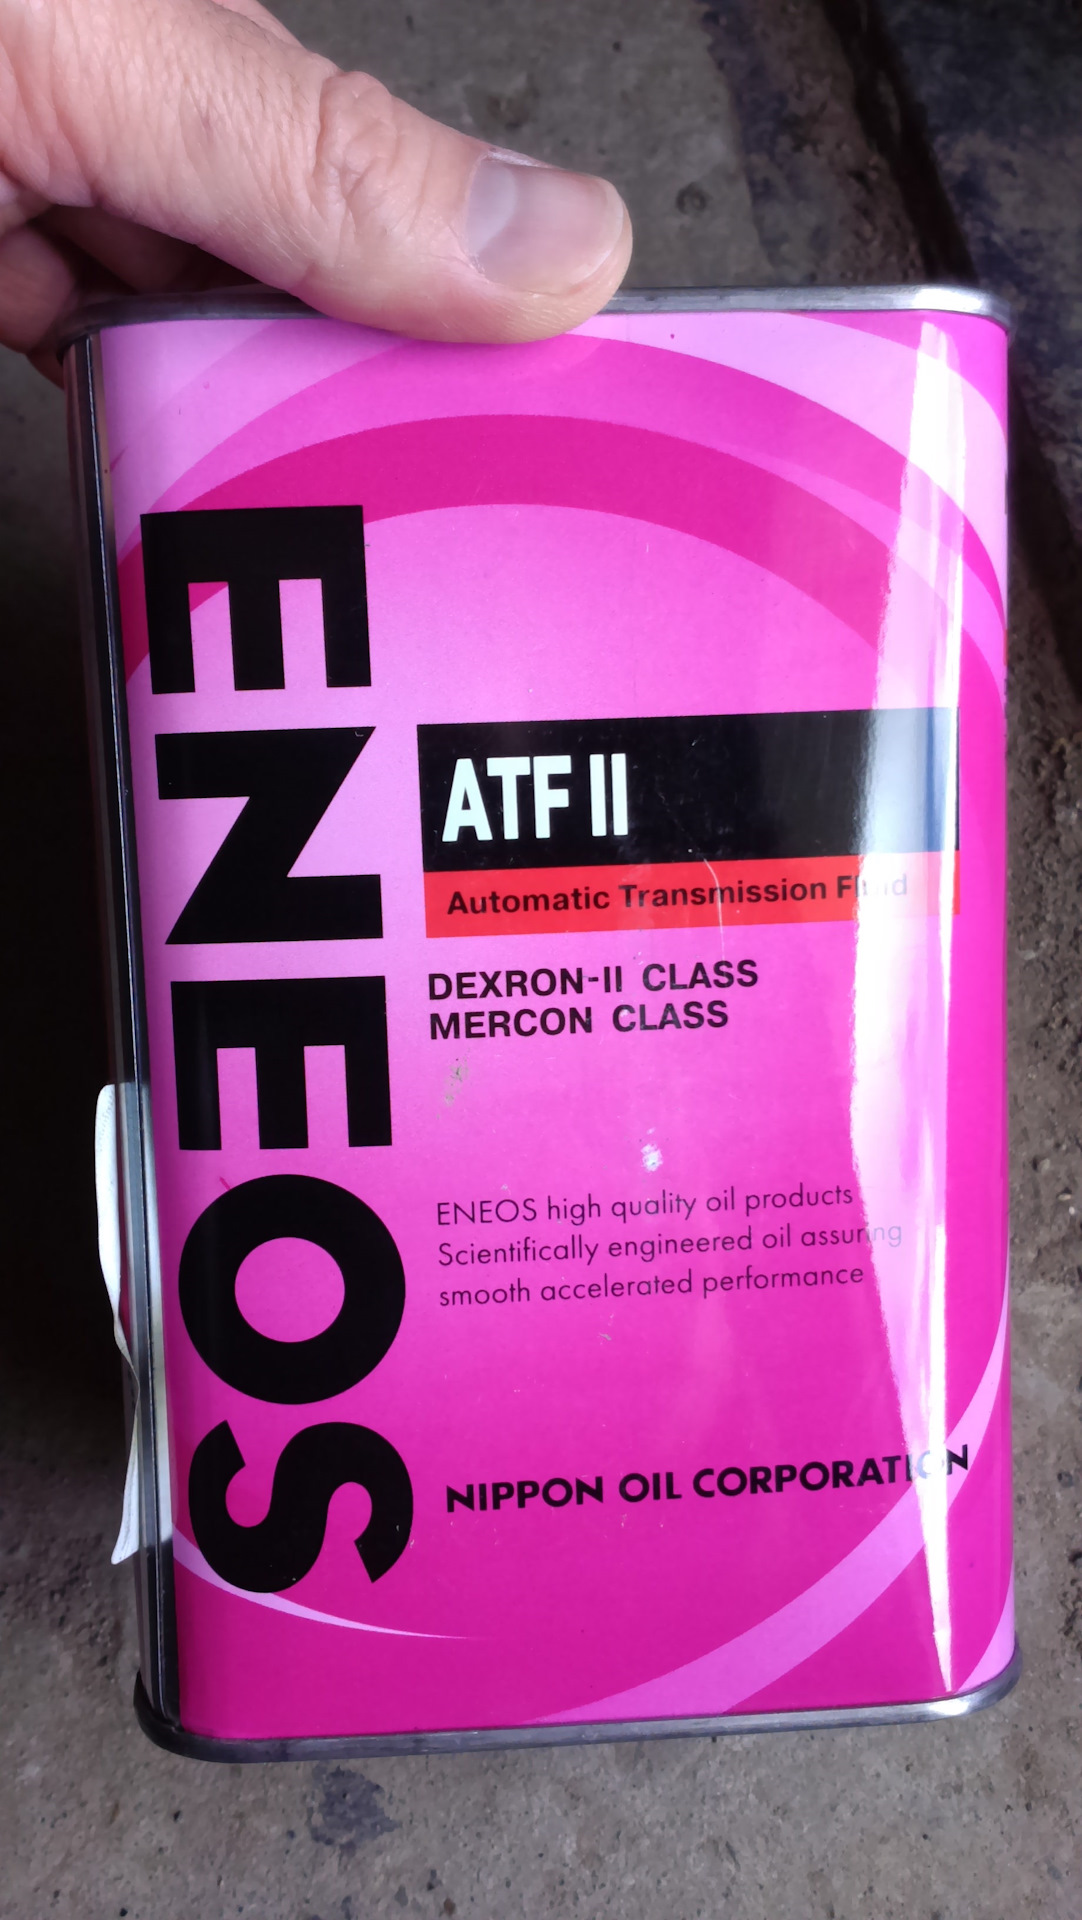 ENEOS
ATF II
Automatic Transmission Fluid
DEXRON-II CLASS
MERCON CLASS
ENEOS high quality oil products
Scientifically engineered oil assuring
smooth accelerated performance
NIPPON OIL CORPORATION